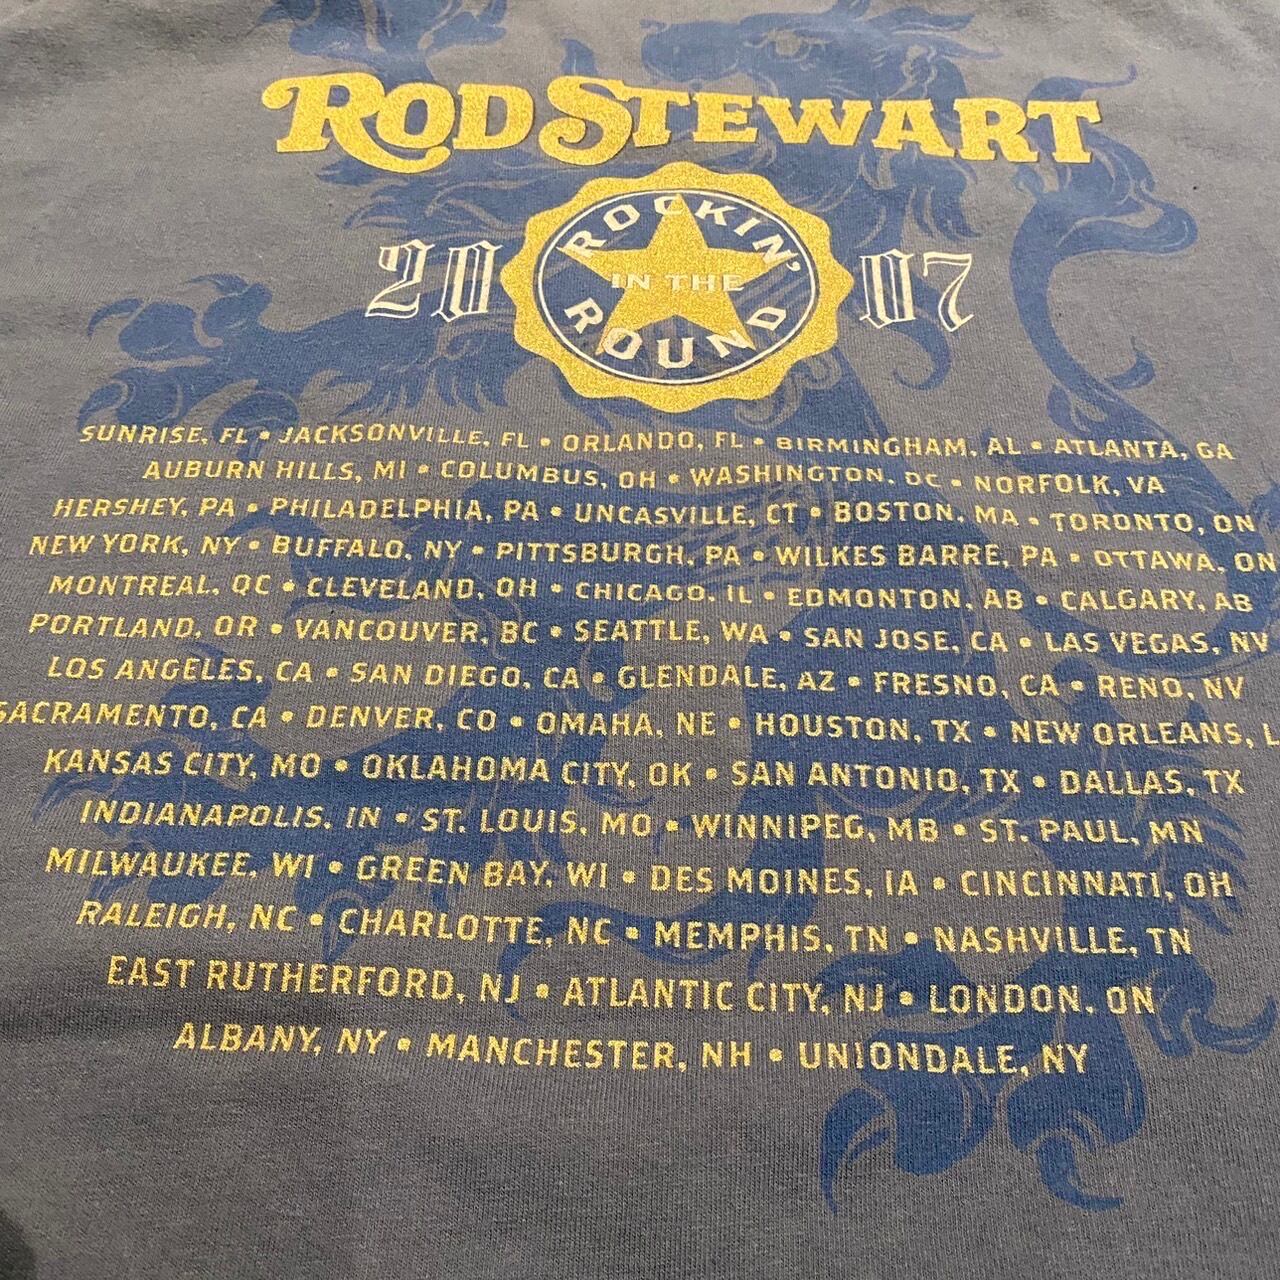 ROD STEWART
20 07
ROCKIN'
IN THE
ROUND
SUNRISE, FL • JACKSONVILLE, FL • ORLANDO, FL • BIRMINGHAM, AL • ATLANTA, GA
AUBURN HILLS, MI • COLUMBUS, OH • WASHINGTON, DC • NORFOLK, VA
HERSHEY, PA • PHILADELPHIA, PA • UNCASVILLE, CT • BOSTON, MA • TORONTO, ON
NEW YORK, NY • BUFFALO, NY • PITTSBURGH, PA • WILKES BARRE, PA • OTTAWA, ON
MONTREAL, QC • CLEVELAND, OH • CHICAGO, IL • EDMONTON, AB • CALGARY, AB
PORTLAND, OR • VANCOUVER, BC • SEATTLE, WA • SAN JOSE, CA • LAS VEGAS, NV
LOS ANGELES, CA • SAN DIEGO, CA • GLENDALE, AZ • FRESNO, CA • RENO, NV
SACRAMENTO, CA • DENVER, CO • OMAHA, NE • HOUSTON, TX • NEW ORLEANS, L
KANSAS CITY, MO • OKLAHOMA CITY, OK • SAN ANTONIO, TX • DALLAS, TX
INDIANAPOLIS, IN • ST. LOUIS, MO • WINNIPEG, MB • ST. PAUL, MN
MILWAUKEE, WI • GREEN BAY, WI • DES MOINES, IA • CINCINNATI, OH
RALEIGH, NC • CHARLOTTE, NC • MEMPHIS, TN • NASHVILLE, TN
EAST RUTHERFORD, NJ • ATLANTIC CITY, NJ • LONDON, ON
ALBANY, NY • MANCHESTER, NH • UNIONDALE, NY